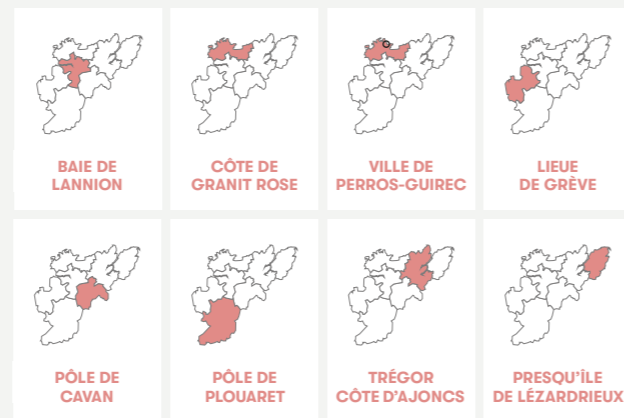 BAIE DE
LANNION
CÔTE DE
GRANIT ROSE
VILLE DE
PERROS-GUIREC
LIEUE
DE GRÈVE
PÔLE DE
CAVAN
PÔLE DE
PLOUARET
TRÉGOR
CÔTE D'AJONCS
PRESQU'ÎLE
DE LÉZARDRIEUX